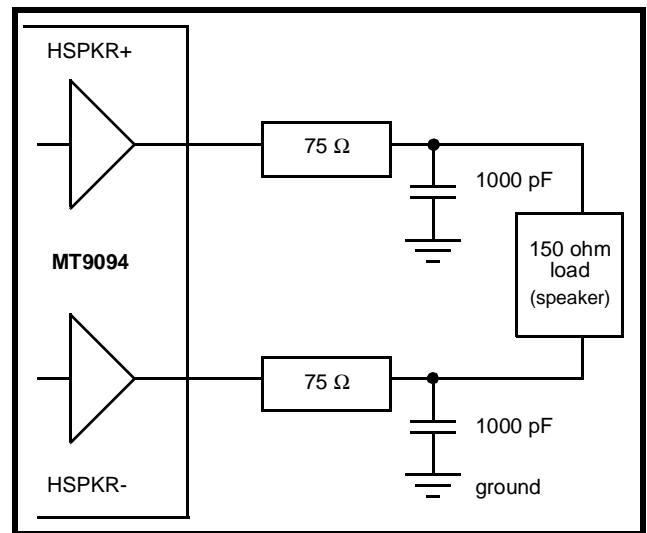 HSPKR+
75 Ω
1000 pF
MT9094
150 ohm
load
(speaker)
75 Ω
1000 pF
HSPKR-
ground